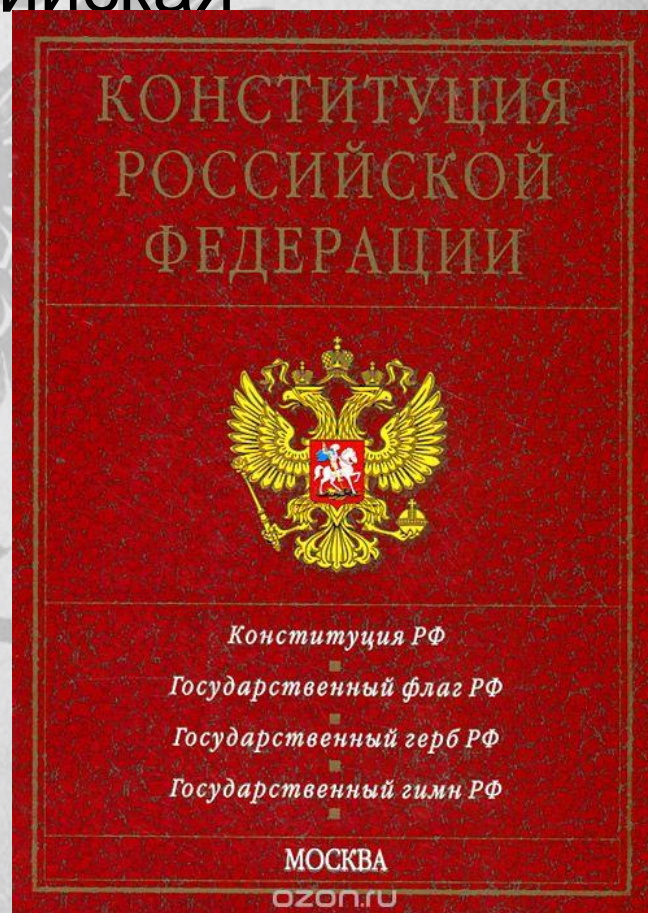 КОНСТИТУЦИЯ
РОССИЙСКОЙ
ФЕДЕРАЦИИ
Конституция РФ
Государственный флаг РФ
Государственный герб РФ
Государственный гимн РФ
МОСКВА
ozon.ru